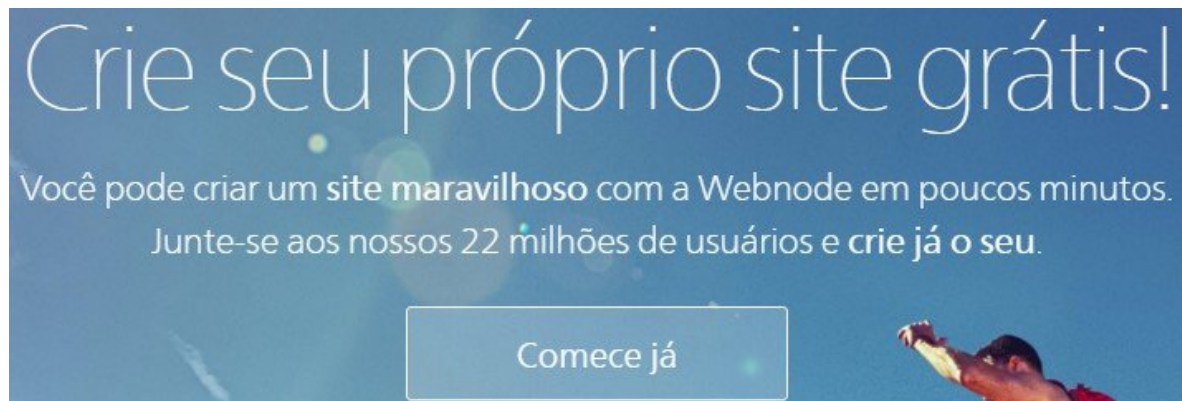 Crie seu próprio site grátis!
Você pode criar um site maravilhoso com a Webnode em poucos minutos.
Junte-se aos nossos 22 milhões de usuários e crie já o seu.
Comece já